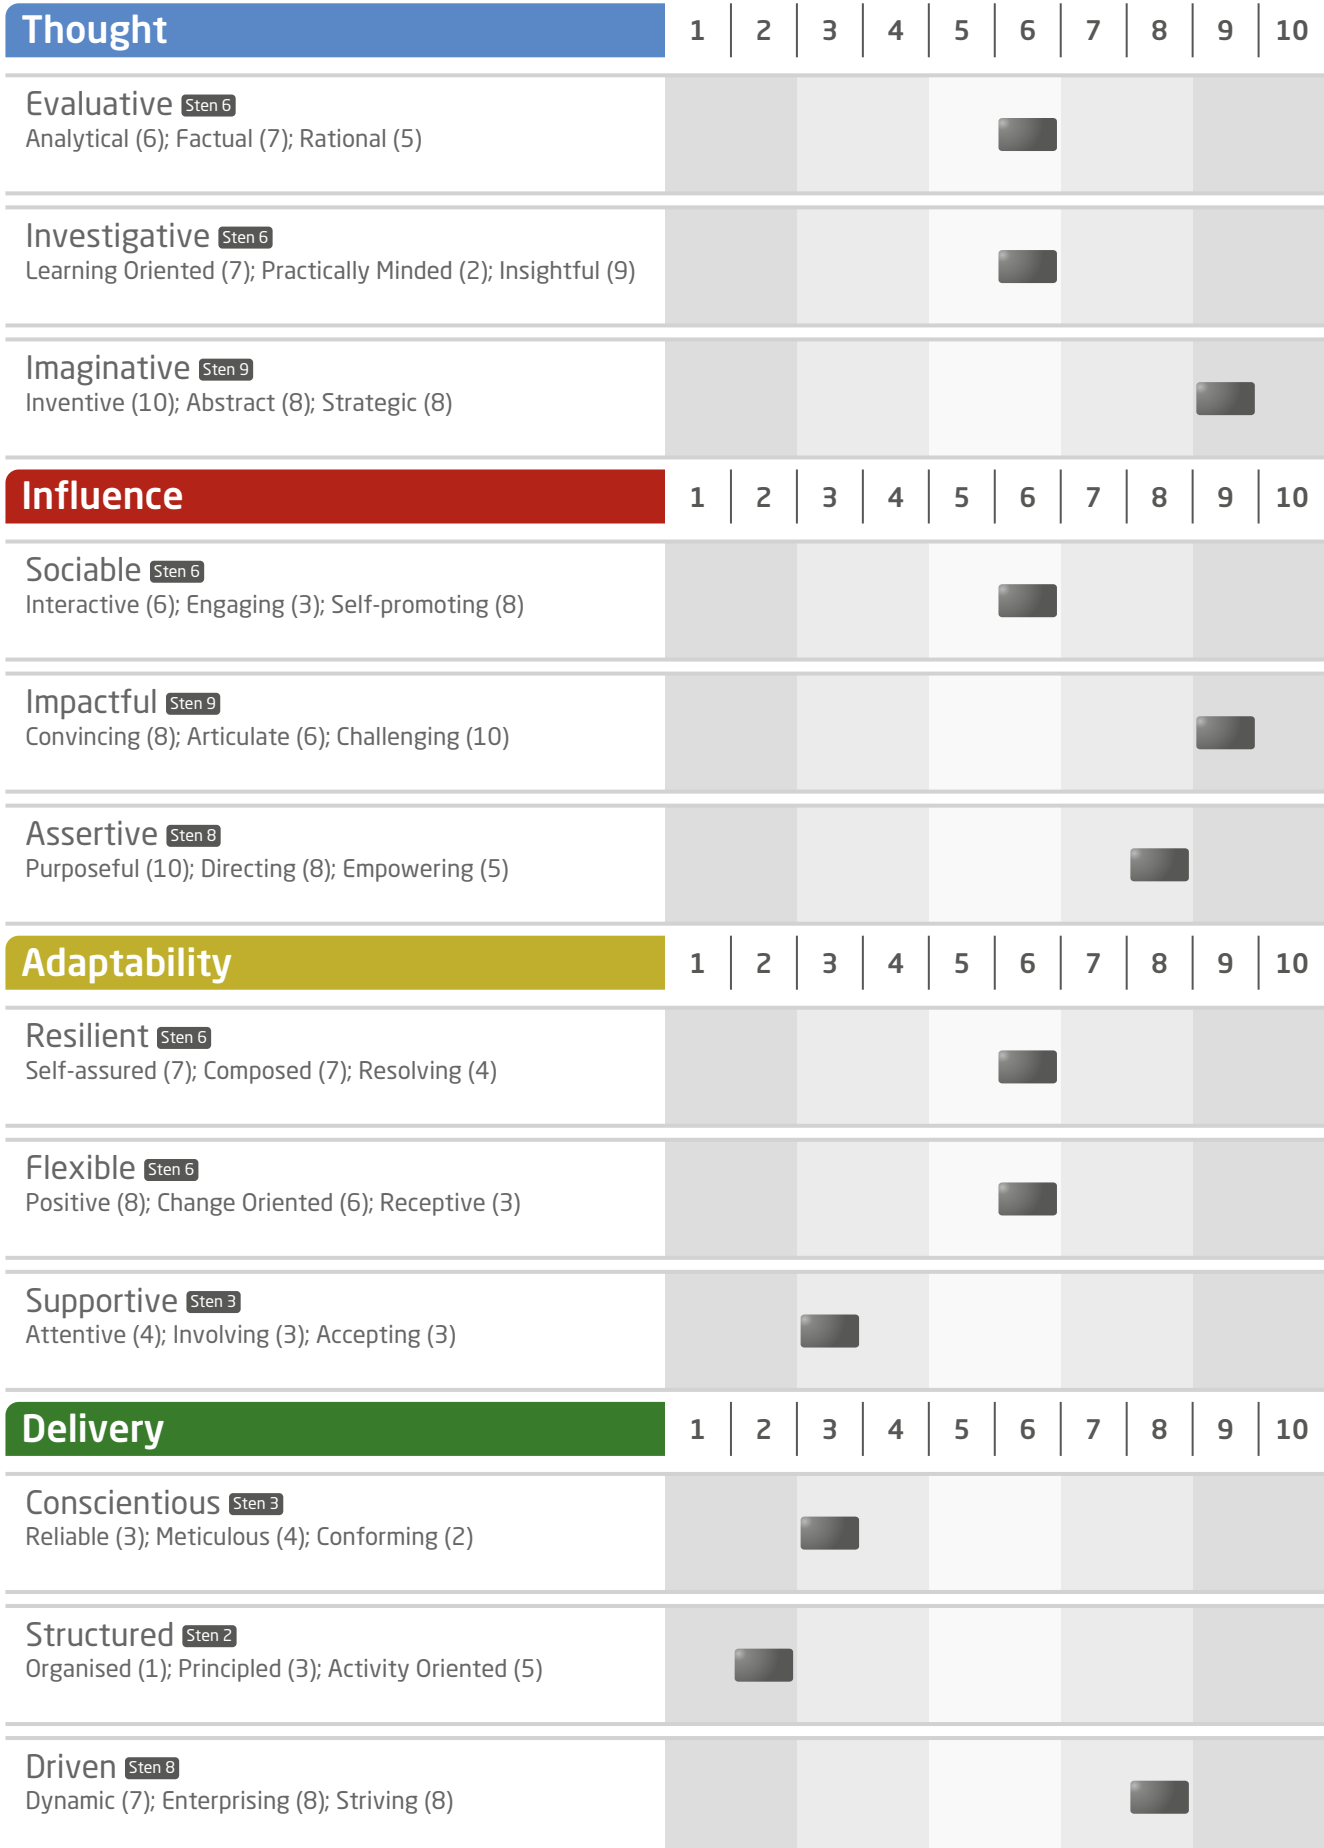 Thought 1 2 3 4 5 6 7 8 9 10
Evaluative Sten 6
Analytical (6); Factual (7); Rational (5)
Investigative Sten 6
Learning Oriented (7); Practically Minded (2); Insightful (9)
Imaginative Sten 9
Inventive (10); Abstract (8); Strategic (8)
Influence 1 2 3 4 5 6 7 8 9 10
Sociable Sten 6
Interactive (6); Engaging (3); Self-promoting (8)
Impactful Sten 9
Convincing (8); Articulate (6); Challenging (10)
Assertive Sten 8
Purposeful (10); Directing (8); Empowering (5)
Adaptability 1 2 3 4 5 6 7 8 9 10
Resilient Sten 6
Self-assured (7); Composed (7); Resolving (4)
Flexible Sten 6
Positive (8); Change Oriented (6); Receptive (3)
Supportive Sten 3
Attentive (4); Involving (3); Accepting (3)
Delivery 1 2 3 4 5 6 7 8 9 10
Conscientious Sten 3
Reliable (3); Meticulous (4); Conforming (2)
Structured Sten 2
Organised (1); Principled (3); Activity Oriented (5)
Driven Sten 8
Dynamic (7); Enterprising (8); Striving (8)